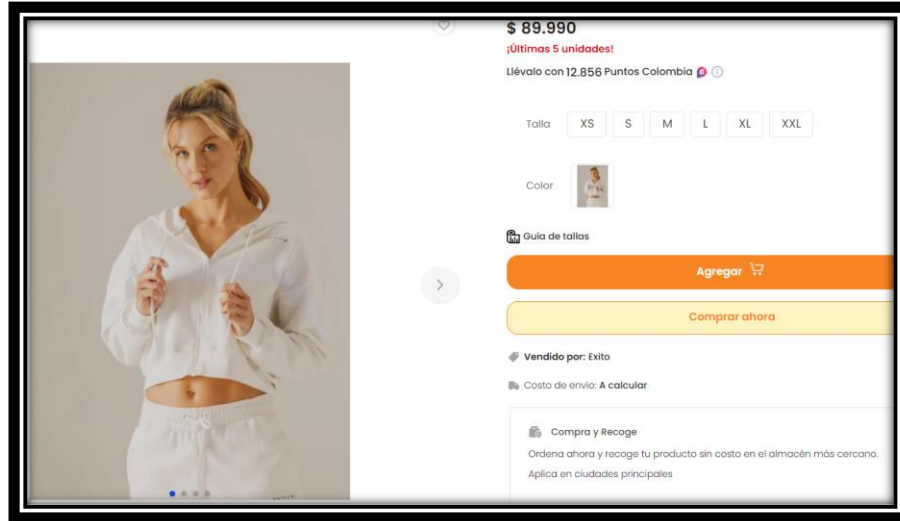 $ 89.990
¡Últimas 5 unidades!
Llévalo con 12.856 Puntos Colombia
Talla XS S M L XL XXL
Color
Guía de tallas
Agregar
Comprar ahora
Vendido por: Exito
Costo de envío: A calcular
Compra y Recoge
Ordena ahora y recoge tu producto sin costo en el almacén más cercano.
Aplica en ciudades principales